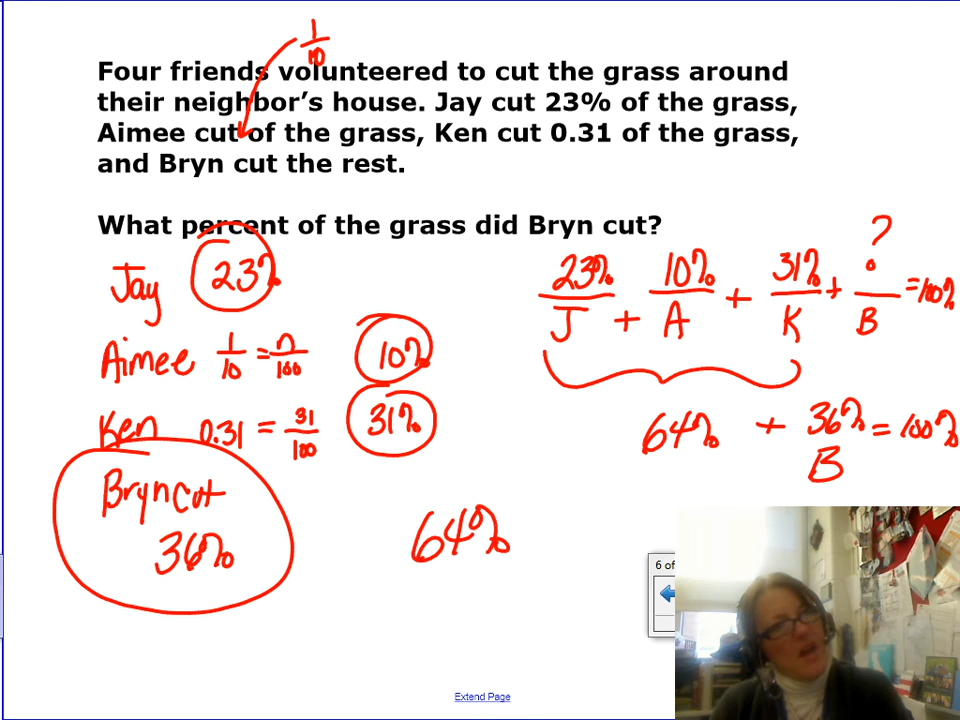 1/10
Four friends volunteered to cut the grass around
their neighbor's house. Jay cut 23% of the grass,
Aimee cut of the grass, Ken cut 0.31 of the grass,
and Bryn cut the rest.
What percent of the grass did Bryn cut?
Jay 23%
Aimee 1/10 = n/100 10%
Ken 0.31 = 31/100 31%
Bryn cut
36%
64%
23% 10% 31% ?
J + A + K + B = 100%
64% + 36% = 100%
B
6 of
Extend Page